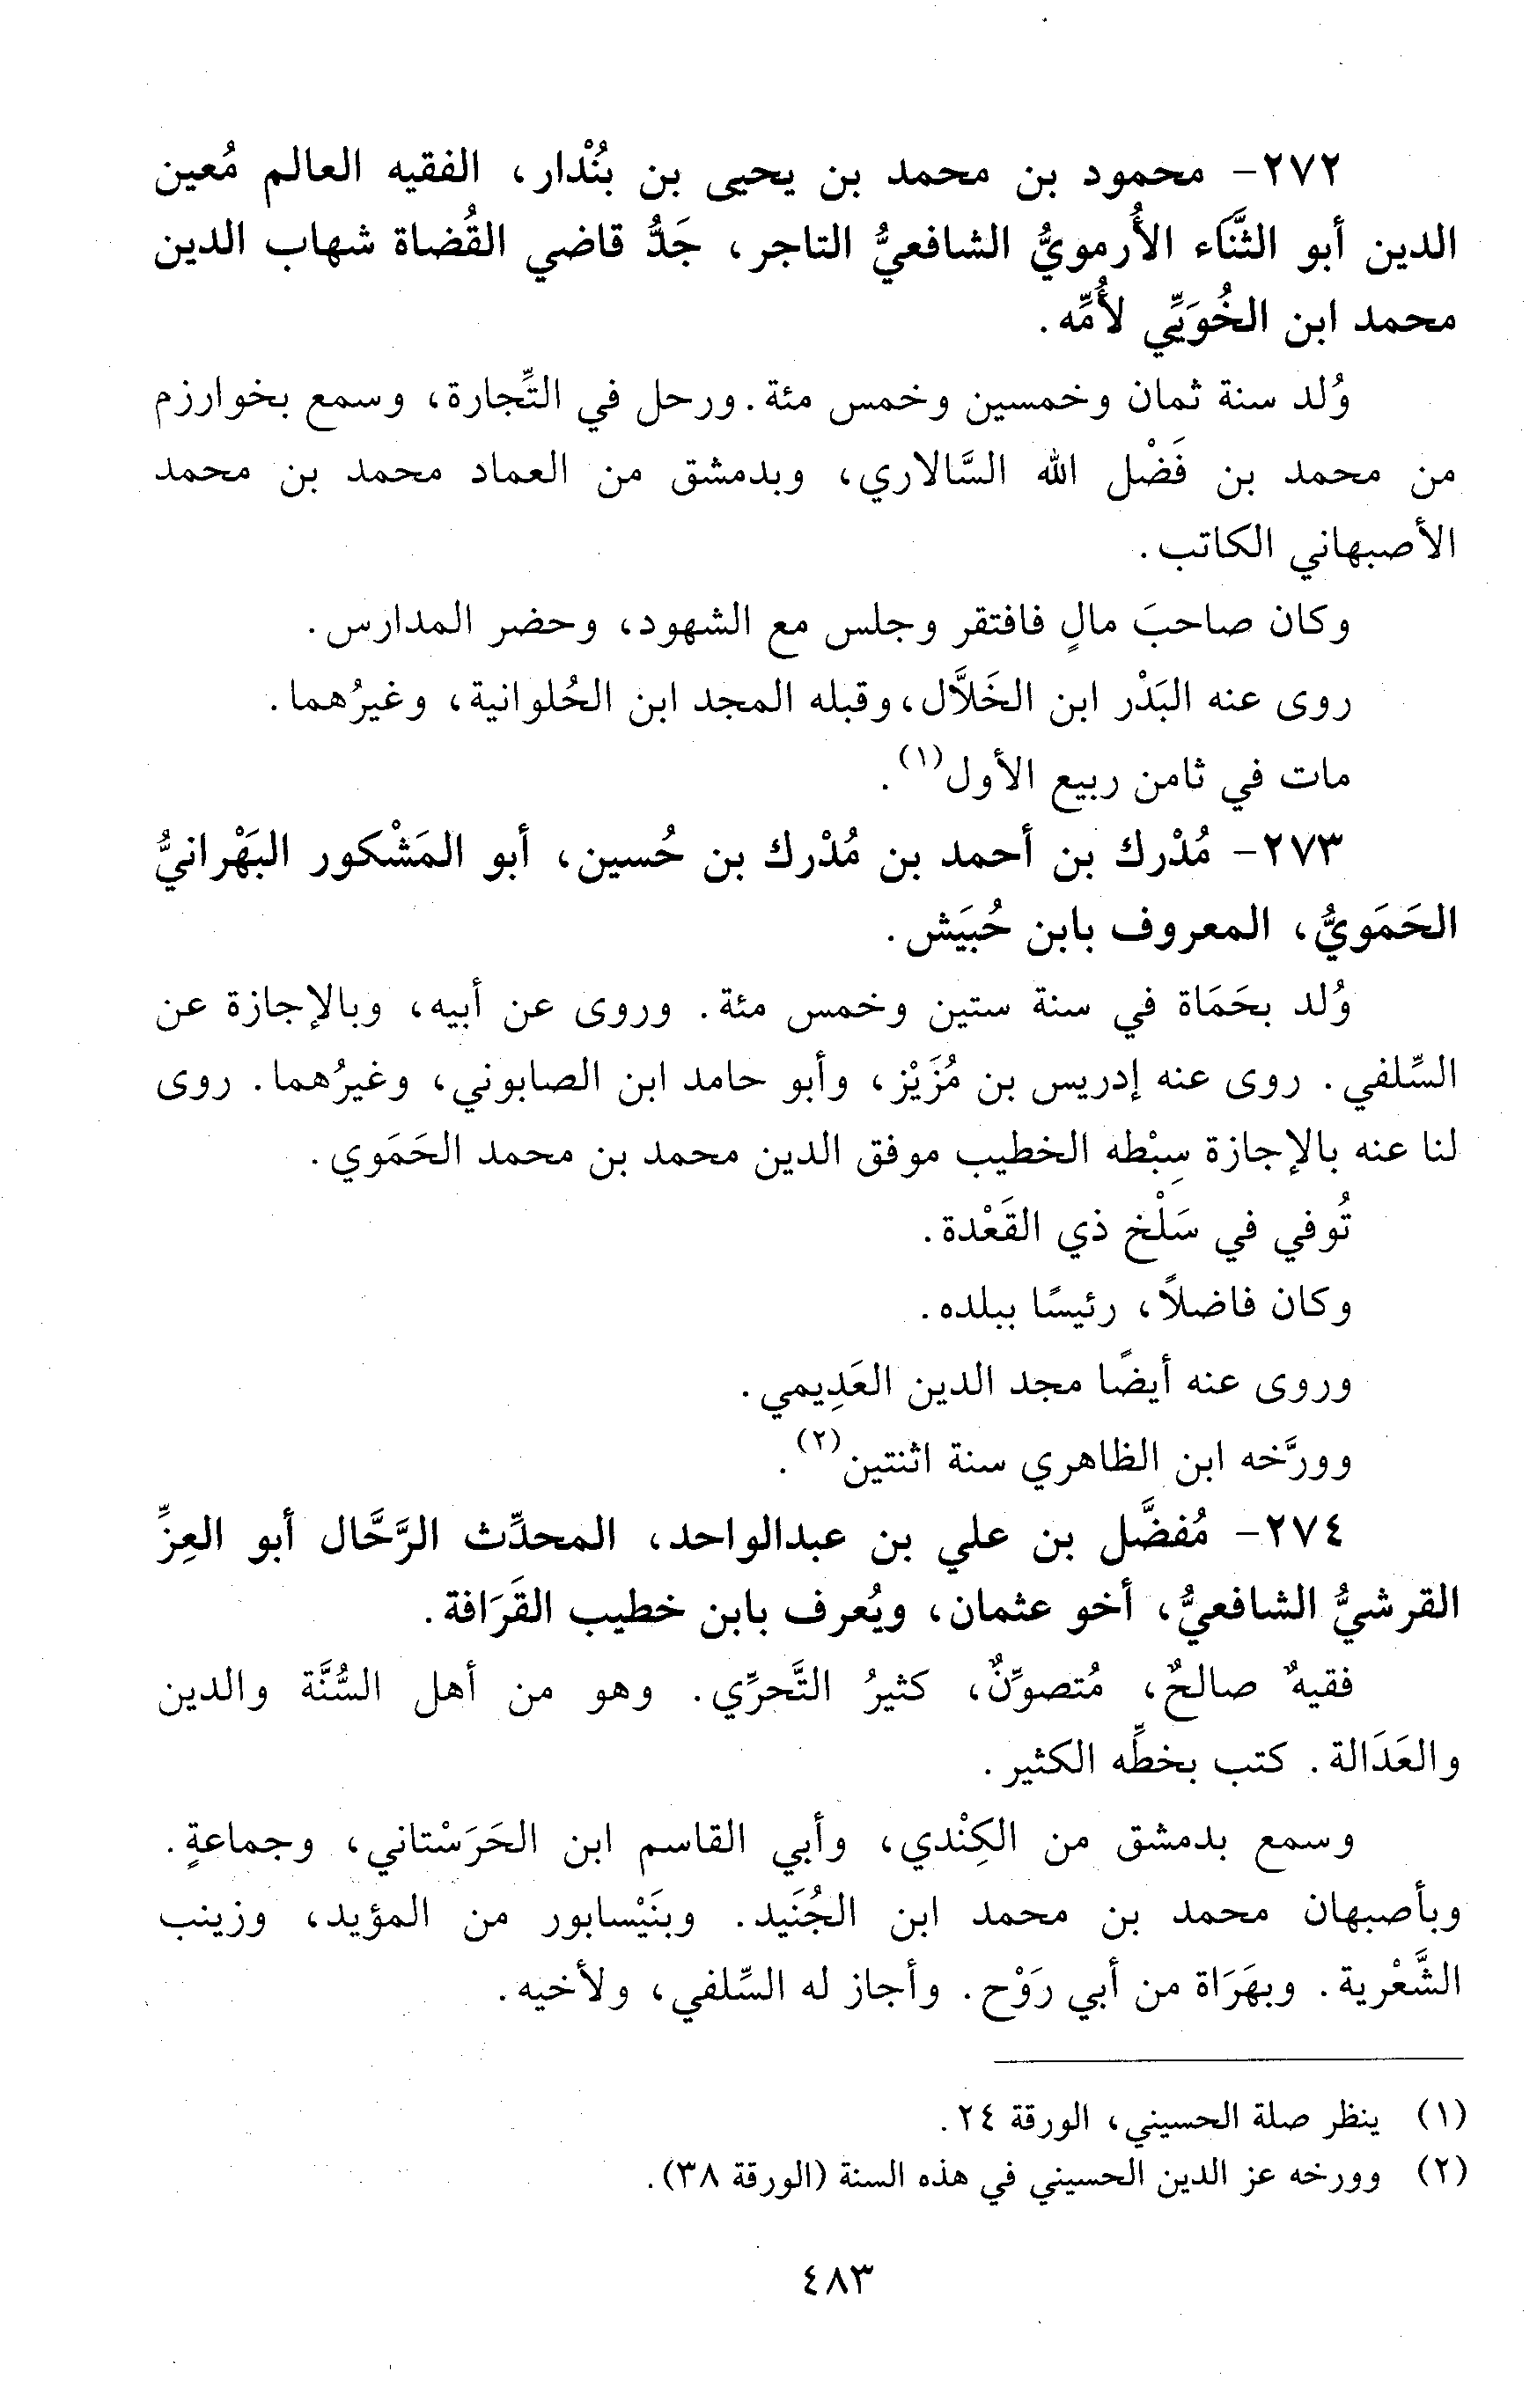 ٢٧٢- محمود بن محمد بن يحيى بن بُنْدار، الفقيه العالم مُعين
الدين أبو الثَّنَاء الأُرمويُّ الشافعيُّ التاجر، جَدُّ قاضي القُضاة شهاب الدين
محمد ابن الخُوَيِّي لأُمِّه.
وُلد سنة ثمان وخمسين وخمس مئة. ورحل في التِّجارة، وسمع بخوارزم
من محمد بن فَضْل الله السَّالاري، وبدمشق من العماد محمد بن محمد
الأصبهاني الكاتب.
وكان صاحبَ مالٍ فافتقر وجلس مع الشهود، وحضر المدارس.
روى عنه البَدْر ابن الخَلَّال، وقبله المجد ابن الحُلوانية، وغيرُهما.
مات في ثامن ربيع الأول(١).
٢٧٣- مُدْرك بن أحمد بن مُدْرك بن حُسين، أبو المَشْكور البَهْرانيُّ
الحَمَويُّ، المعروف بابن حُبَيش.
وُلد بحَمَاة في سنة ستين وخمس مئة. وروى عن أبيه، وبالإجازة عن
السِّلفي. روى عنه إدريس بن مُزَيْز، وأبو حامد ابن الصابوني، وغيرُهما. روى
لنا عنه بالإجازة سِبْطه الخطيب موفق الدين محمد بن محمد الحَمَوي.
تُوفي في سَلْخ ذي القَعْدة.
وكان فاضلاً، رئيسًا ببلده.
وروى عنه أيضًا مجد الدين العَدِيمي.
وورَّخه ابن الظاهري سنة اثنتين(٢).
٢٧٤- مُفضَّل بن علي بن عبدالواحد، المحدِّث الرَّحَّال أبو العِزِّ
القرشيُّ الشافعيُّ، أخو عثمان، ويُعرف بابن خطيب القَرَافة.
فقيهٌ صالحٌ، مُتصوِّنٌ، كثيرُ التَّحرِّي. وهو من أهل السُّنَّة والدين
والعَدَالة. كتب بخطِّه الكثير.
وسمع بدمشق من الكِنْدي، وأبي القاسم ابن الحَرَسْتاني، وجماعةٍ.
وبأصبهان محمد بن محمد ابن الجُنَيد. وبنَيْسابور من المؤيد، وزينب
الشَّعْرية. وبهَرَاة من أبي رَوْح. وأجاز له السِّلفي، ولأخيه.
(١) ينظر صلة الحسيني، الورقة ٢٤.
(٢) وورخه عز الدين الحسيني في هذه السنة (الورقة ٣٨).
٤٨٣